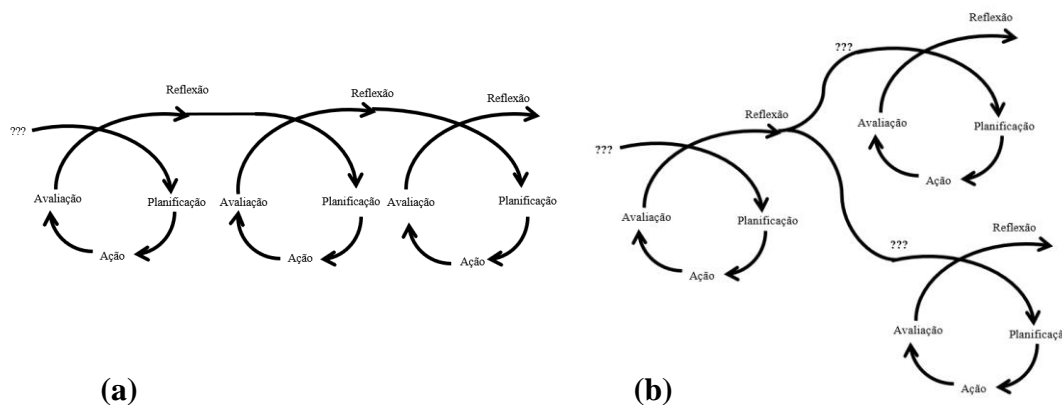 Reflexão
Reflexão
Reflexão
???
Avaliação
Planificação
Avaliação
Planificação
Avaliação
Planificação
Ação
Ação
Ação
(a)
Reflexão
???
Avaliação
Planificação
Ação
Reflexão
???
Avaliação
Planificação
Ação
Reflexão
???
Avaliação
Planificaçã
Ação
(b)